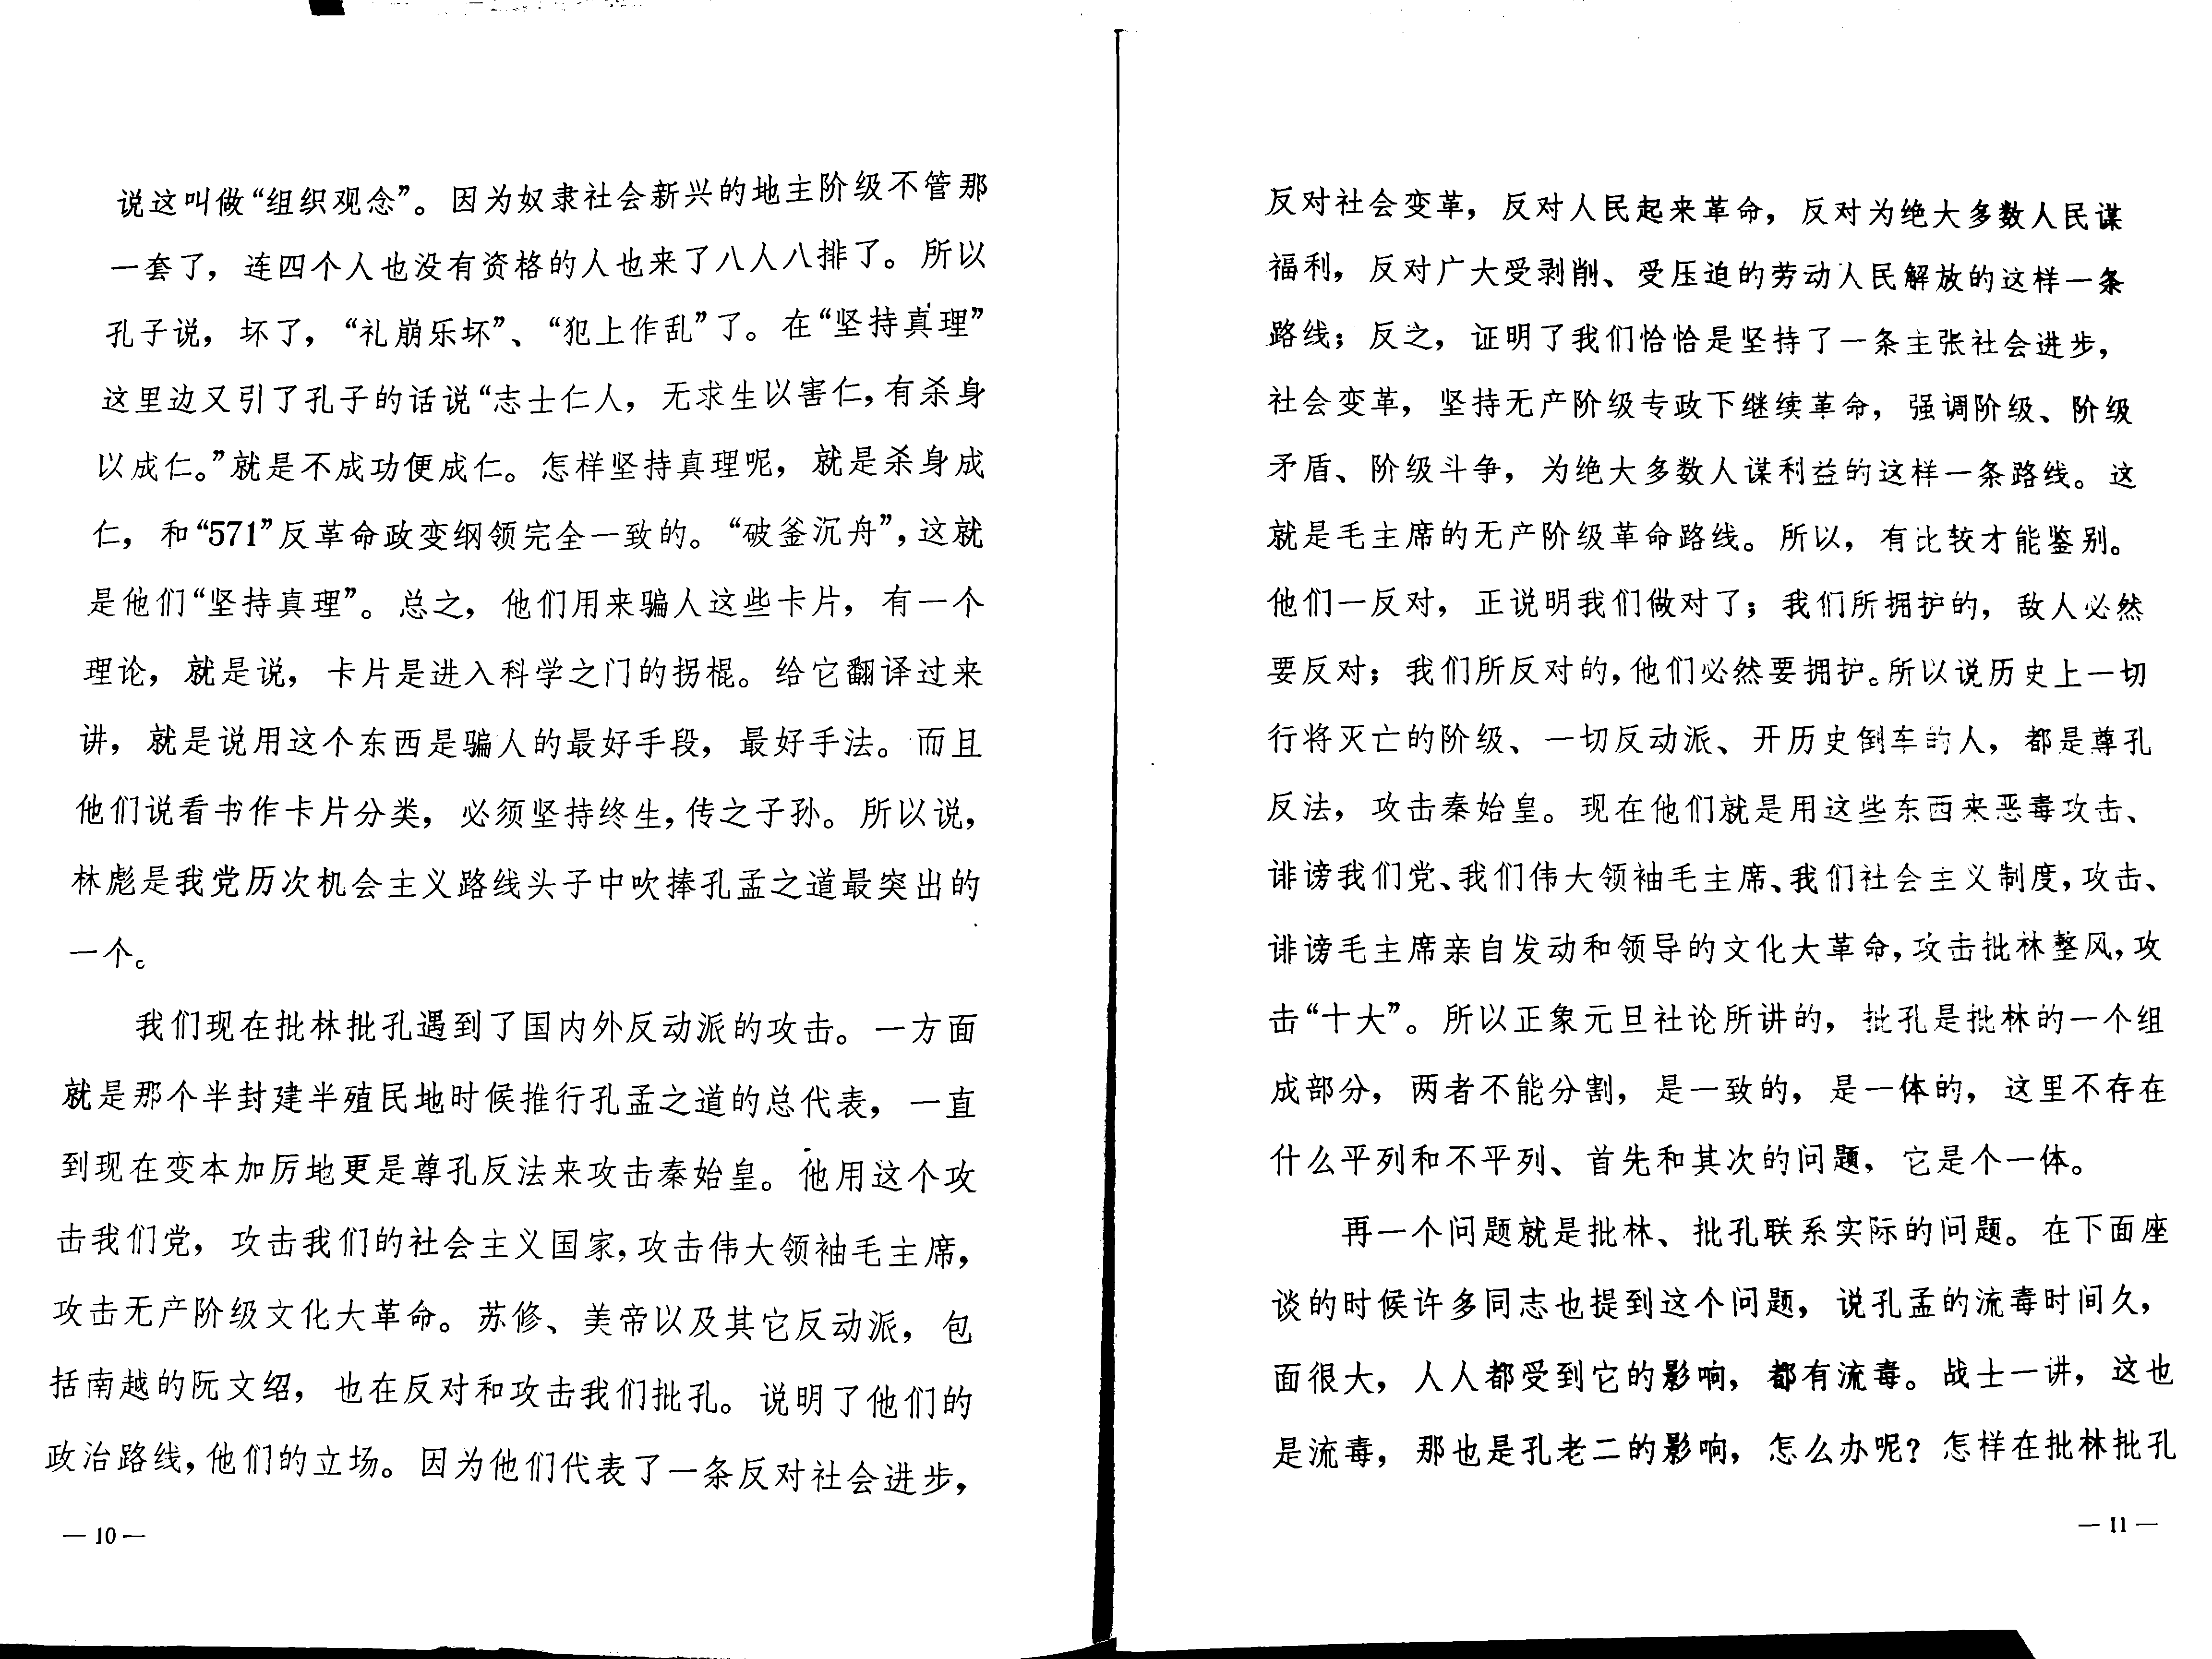 说这叫做“组织观念”。因为奴隶社会新兴的地主阶级不管那
一套了，连四个人也没有资格的人也来了八人八排了。所以
孔子说，坏了，“礼崩乐坏”、“犯上作乱”了。在“坚持真理”
这里边又引了孔子的话说“志士仁人，无求生以害仁，有杀身
以成仁。”就是不成功便成仁。怎样坚持真理呢，就是杀身成
仁，和“571”反革命政变纲领完全一致的。“破釜沉舟”，这就
是他们“坚持真理”。总之，他们用来骗人这些卡片，有一个
理论，就是说，卡片是进入科学之门的拐棍。给它翻译过来
讲，就是说用这个东西是骗人的最好手段，最好手法。而且
他们说看书作卡片分类，必须坚持终生，传之子孙。所以说，
林彪是我党历次机会主义路线头子中吹捧孔孟之道最突出的
一个。
我们现在批林批孔遇到了国内外反动派的攻击。一方面
就是那个半封建半殖民地时候推行孔孟之道的总代表，一直
到现在变本加厉地更是尊孔反法来攻击秦始皇。他用这个攻
击我们党，攻击我们的社会主义国家，攻击伟大领袖毛主席，
攻击无产阶级文化大革命。苏修、美帝以及其它反动派，包
括南越的阮文绍，也在反对和攻击我们批孔。说明了他们的
政治路线，他们的立场。因为他们代表了一条反对社会进步，
— 10 —
反对社会变革，反对人民起来革命，反对为绝大多数人民谋
福利，反对广大受剥削、受压迫的劳动人民解放的这样一条
路线；反之，证明了我们恰恰是坚持了一条主张社会进步，
社会变革，坚持无产阶级专政下继续革命，强调阶级、阶级
矛盾、阶级斗争，为绝大多数人谋利益的这样一条路线。这
就是毛主席的无产阶级革命路线。所以，有比较才能鉴别。
他们一反对，正说明我们做对了；我们所拥护的，敌人必然
要反对；我们所反对的，他们必然要拥护。所以说历史上一切
行将灭亡的阶级、一切反动派、开历史倒车的人，都是尊孔
反法，攻击秦始皇。现在他们就是用这些东西来恶毒攻击、
诽谤我们党、我们伟大领袖毛主席、我们社会主义制度，攻击、
诽谤毛主席亲自发动和领导的文化大革命，攻击批林整风，攻
击“十大”。所以正象元旦社论所讲的，批孔是批林的一个组
成部分，两者不能分割，是一致的，是一体的，这里不存在
什么平列和不平列、首先和其次的问题，它是个一体。
再一个问题就是批林、批孔联系实际的问题。在下面座
谈的时候许多同志也提到这个问题，说孔孟的流毒时间久，
面很大，人人都受到它的影响，都有流毒。战士一讲，这也
是流毒，那也是孔老二的影响，怎么办呢？怎样在批林批孔
— 11 —